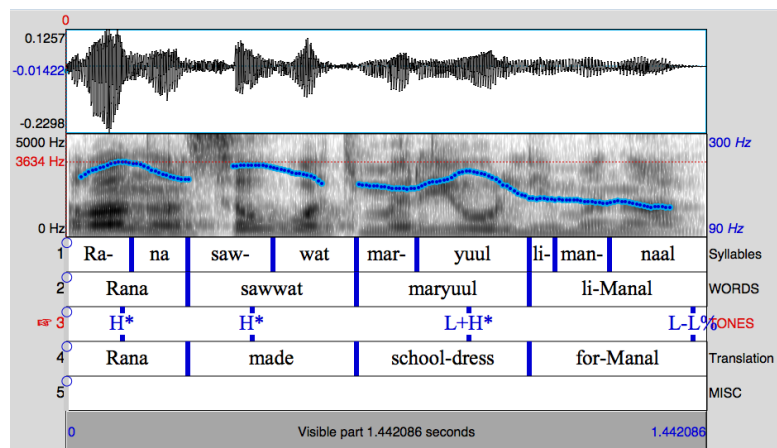 0
0.1257
-0.01422
-0.2298
5000 Hz 300 Hz
3634 Hz
0 Hz 90 Hz
1 Ra- na saw- wat mar- yuul li- man- naal Syllables
2 Rana sawwat maryuul li-Manal WORDS
3 H* H* L+H* L-L% TONES
4 Rana made school-dress for-Manal Translation
5 MISC
0 Visible part 1.442086 seconds 1.442086